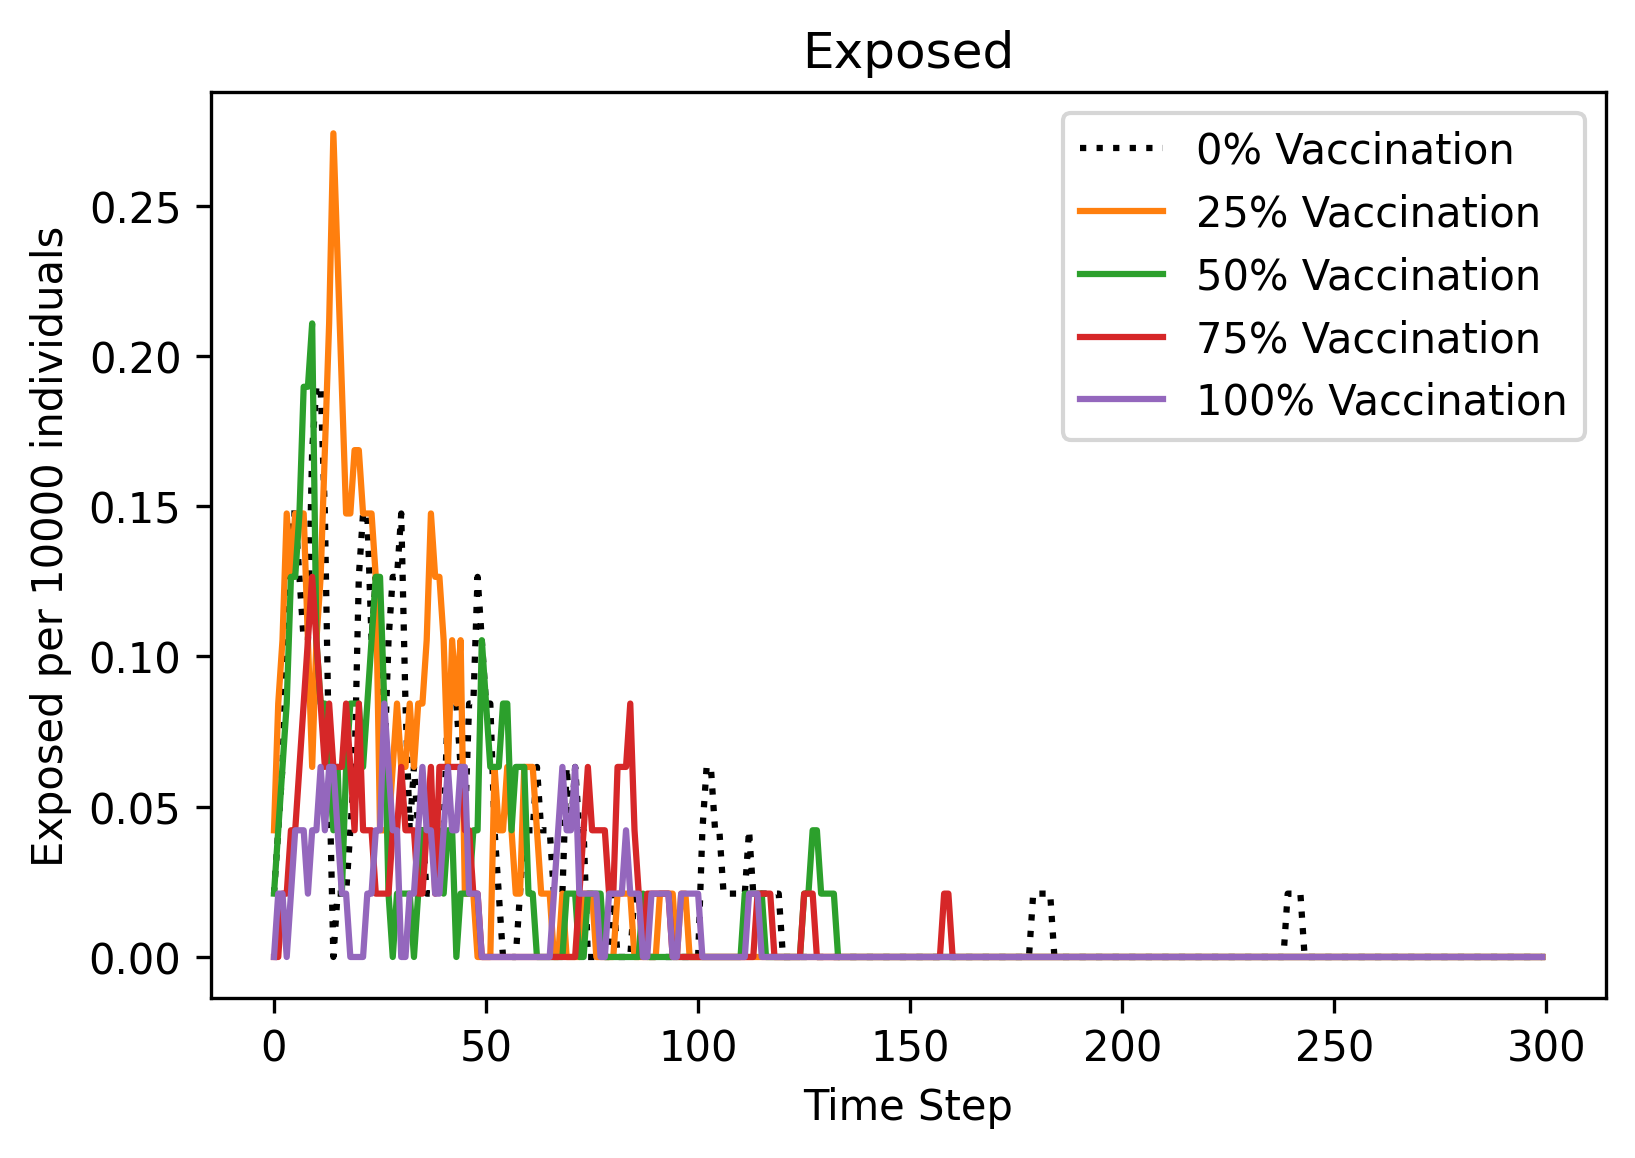 Exposed
0% Vaccination
25% Vaccination
50% Vaccination
75% Vaccination
100% Vaccination
Exposed per 10000 individuals
0.25
0.20
0.15
0.10
0.05
0.00
0 50 100 150 200 250 300
Time Step